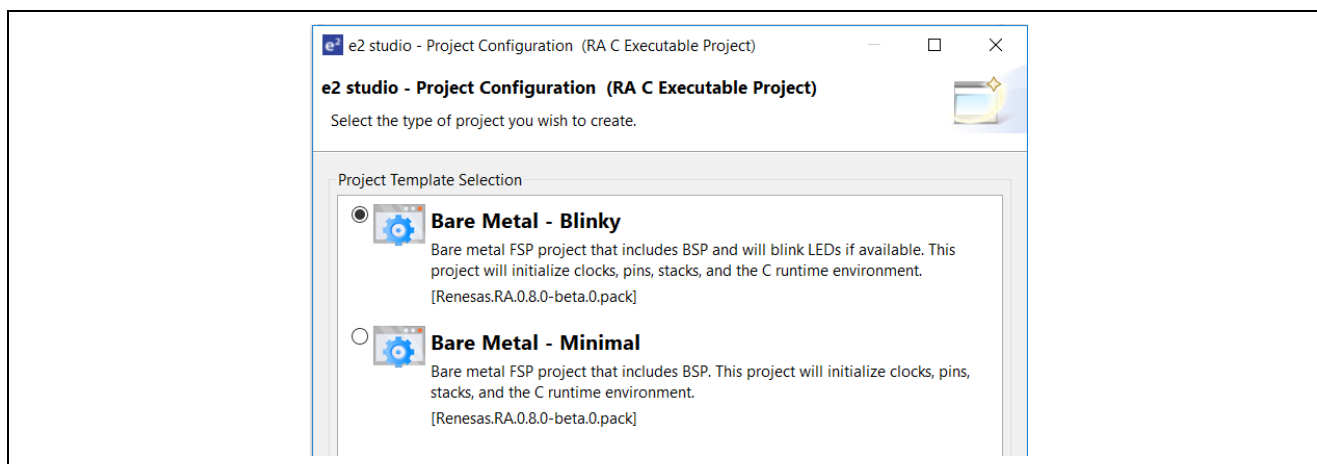 e² e2 studio - Project Configuration (RA C Executable Project)
e2 studio - Project Configuration (RA C Executable Project)
Select the type of project you wish to create.
Project Template Selection
Bare Metal - Blinky
Bare metal FSP project that includes BSP and will blink LEDs if available. This
project will initialize clocks, pins, stacks, and the C runtime environment.
[Renesas.RA.0.8.0-beta.0.pack]
Bare Metal - Minimal
Bare metal FSP project that includes BSP. This project will initialize clocks, pins,
stacks, and the C runtime environment.
[Renesas.RA.0.8.0-beta.0.pack]